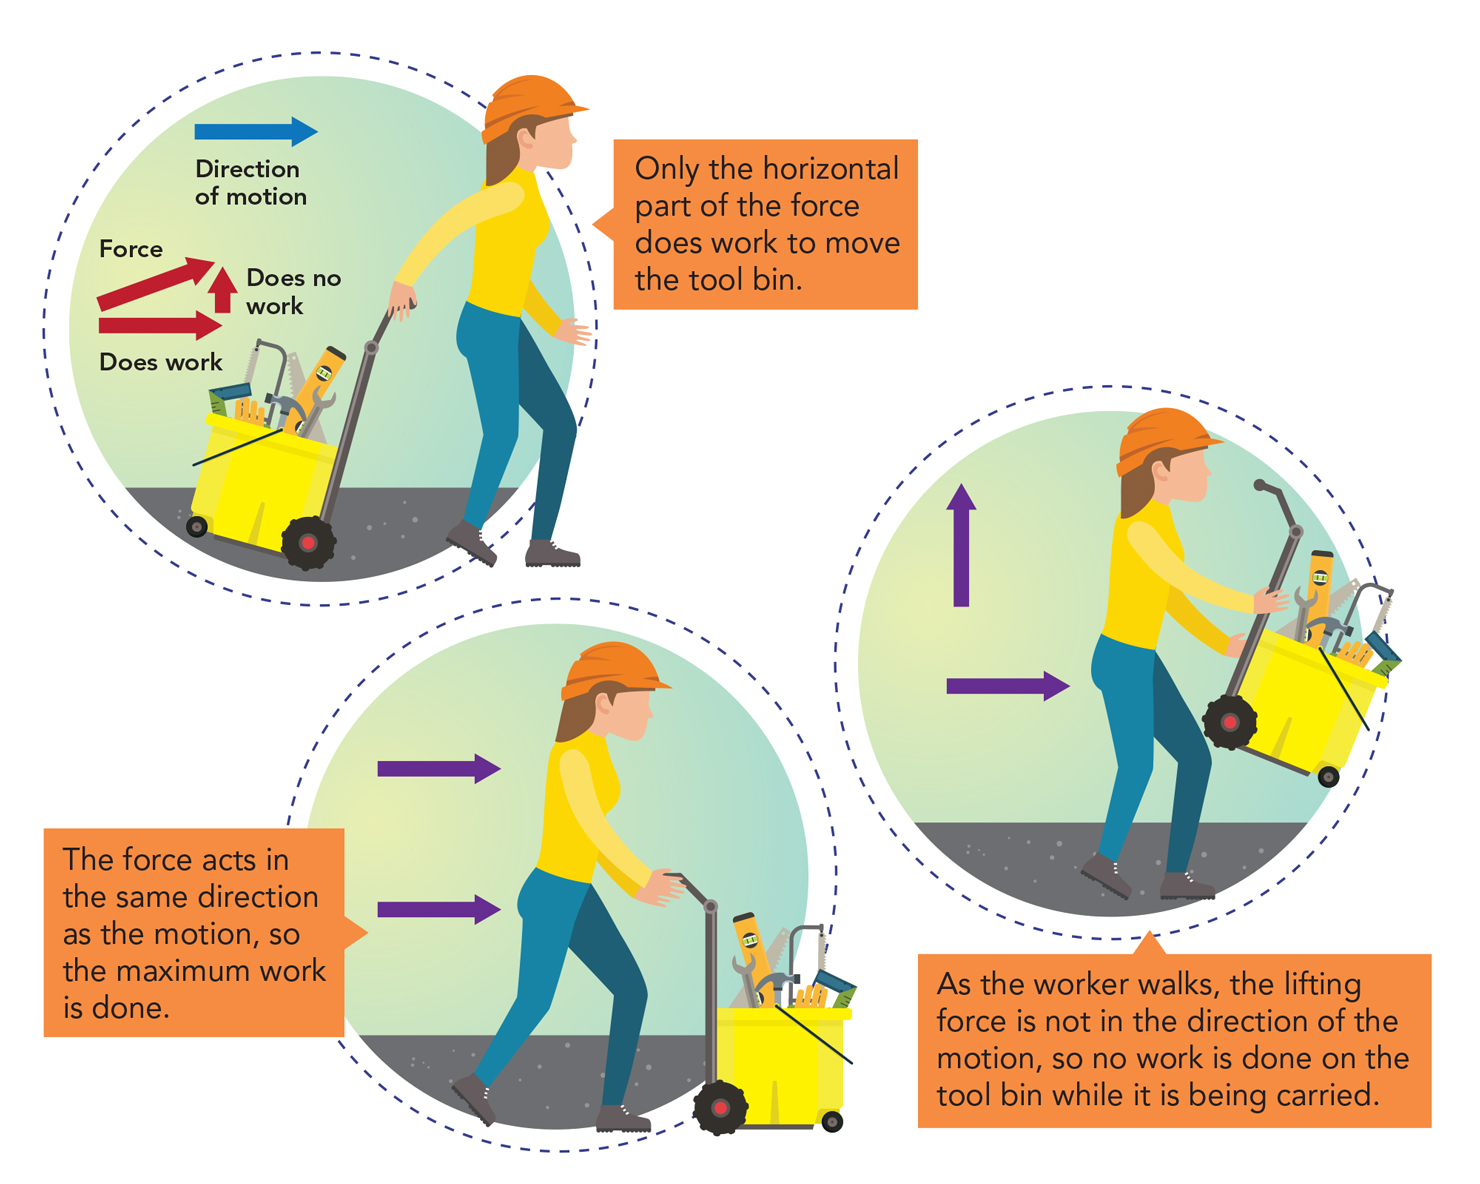 Direction
of motion
Force
Does no
work
Does work
Only the horizontal
part of the force
does work to move
the tool bin.
The force acts in
the same direction
as the motion, so
the maximum work
is done.
As the worker walks, the lifting
force is not in the direction of the
motion, so no work is done on the
tool bin while it is being carried.